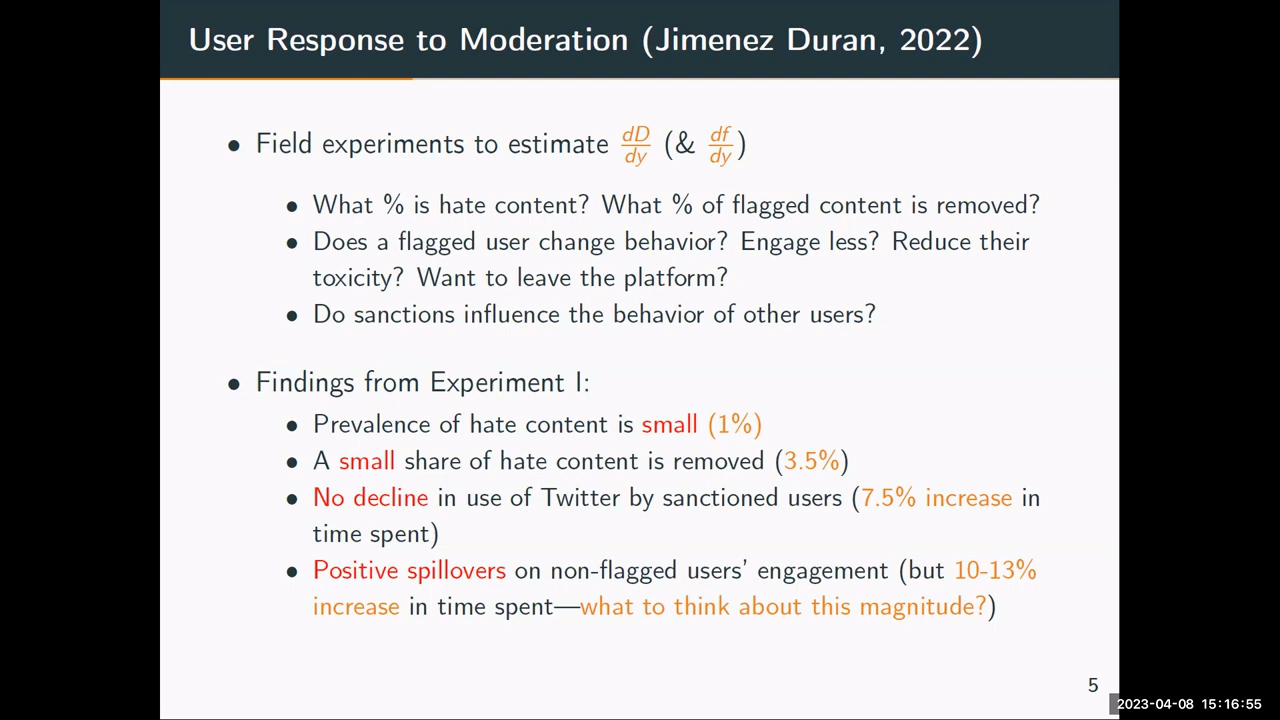 User Response to Moderation (Jimenez Duran, 2022)
• Field experiments to estimate dD/dy (& df/dy)
• What % is hate content? What % of flagged content is removed?
• Does a flagged user change behavior? Engage less? Reduce their
toxicity? Want to leave the platform?
• Do sanctions influence the behavior of other users?
• Findings from Experiment I:
• Prevalence of hate content is small (1%)
• A small share of hate content is removed (3.5%)
• No decline in use of Twitter by sanctioned users (7.5% increase in
time spent)
• Positive spillovers on non-flagged users' engagement (but 10-13%
increase in time spent—what to think about this magnitude?)
5
2023-04-08 15:16:55